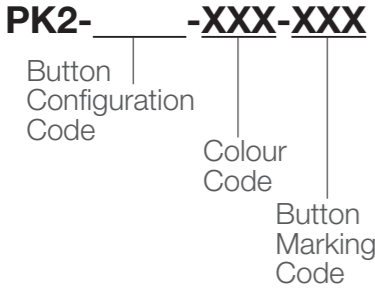 PK2-_____-XXX-XXX
Button
Configuration
Code
Colour
Code
Button
Marking
Code